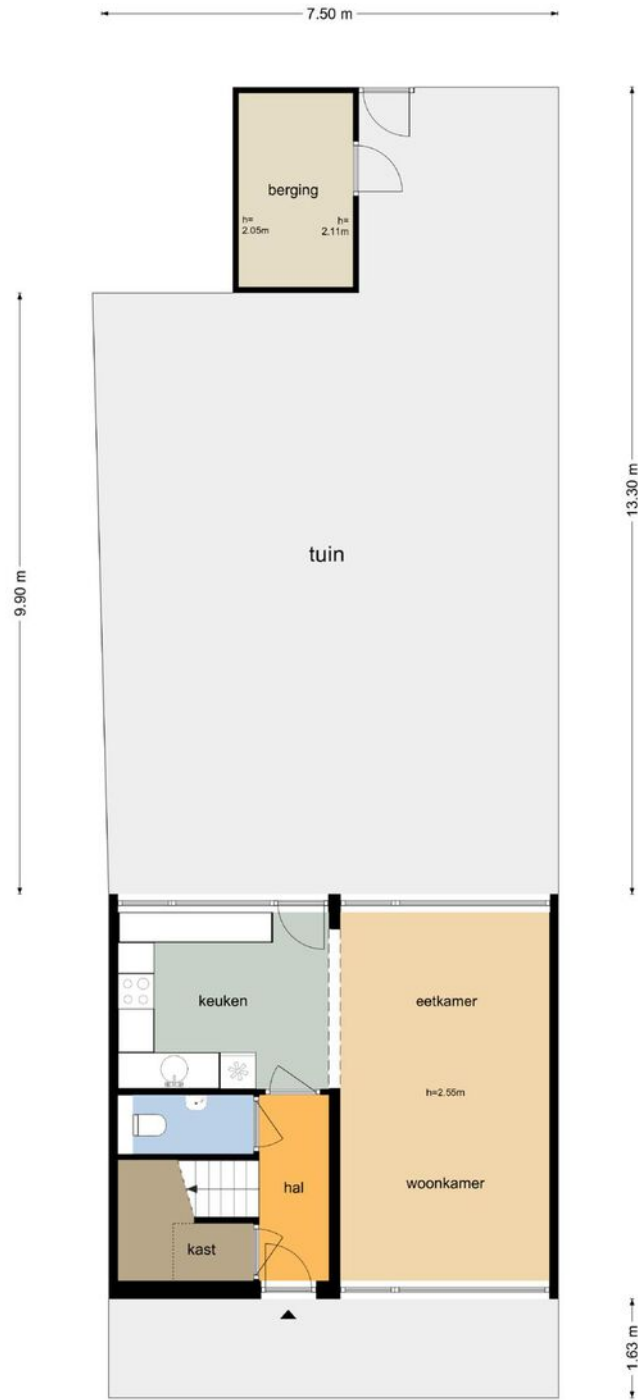 7.50 m
berging
h=
2.05m
h=
2.11m
13.30 m
9.90 m
tuin
keuken
eetkamer
h=2.55m
hal
woonkamer
kast
1.63 m